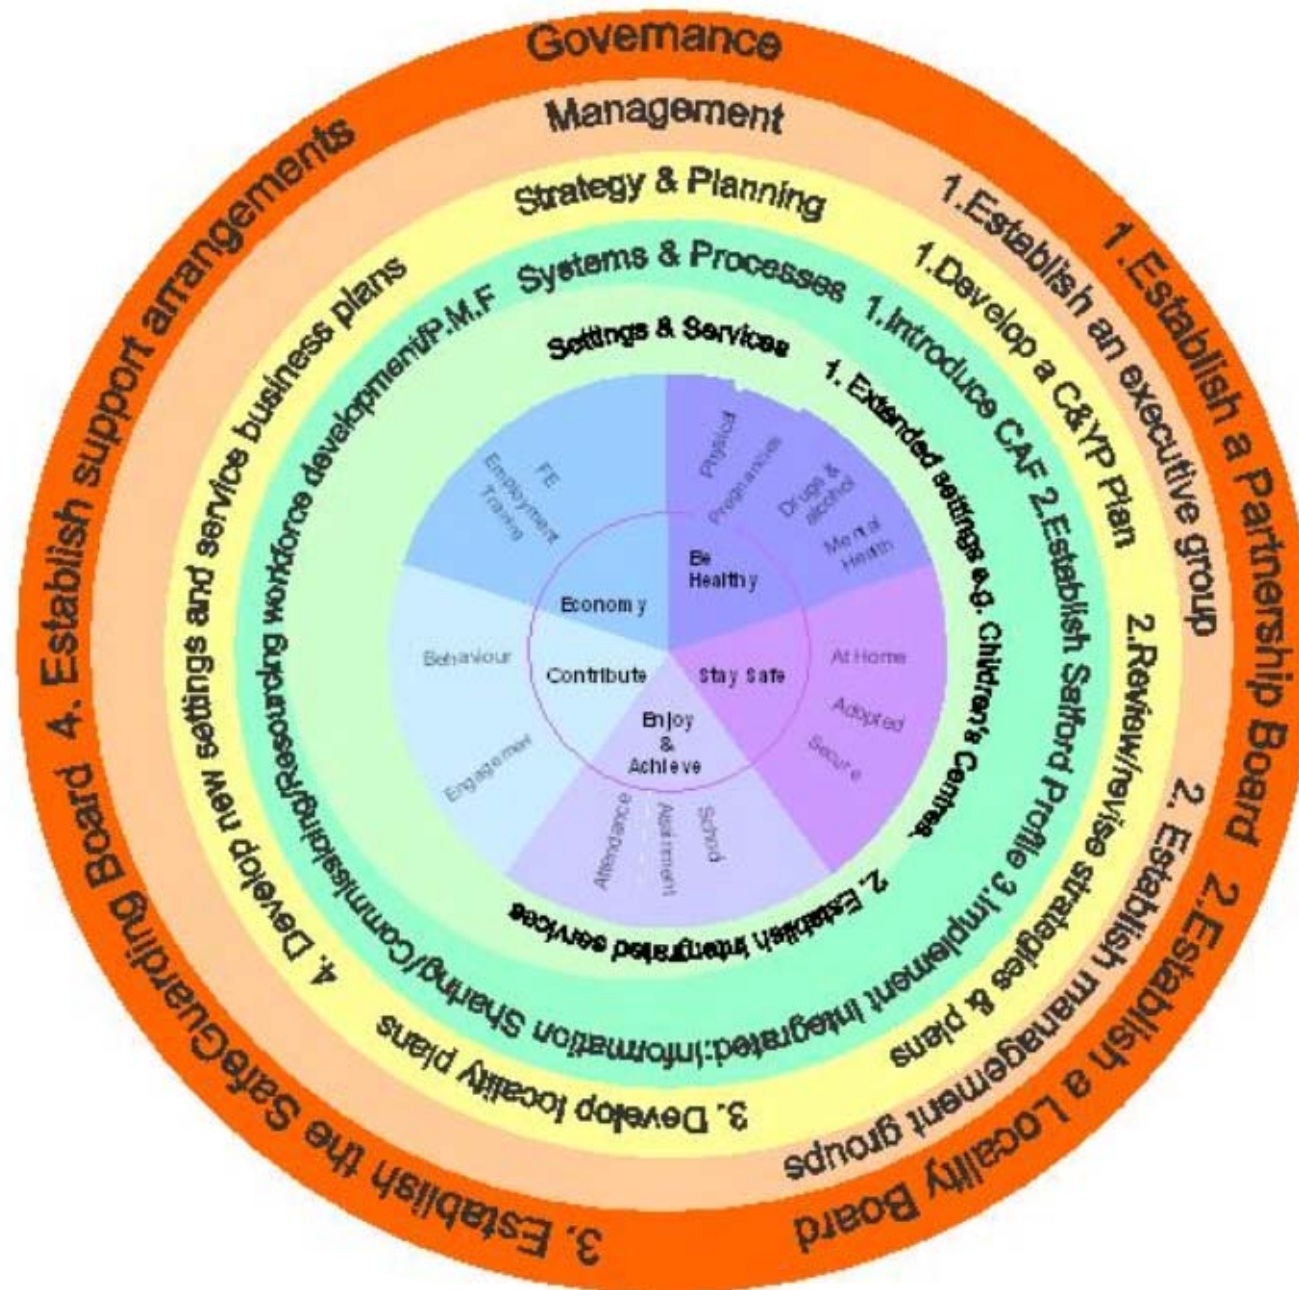 Governance
1.Establish a Partnership Board
2.Establish a Locality Board
3. Establish the SafeGuarding Board
4. Establish support arrangements
Management
1.Establish an executive group
2. Establish management groups
Strategy & Planning
1.Develop a C&YP Plan
2.Review/revise strategies & plans
3. Develop locality plans
4. Develop new settings and service business plans
Systems & Processes
1.Introduce CAF 2.Establish Salford Profile 3.Implement Integrated:Information Sharing/Commissioing/Resourcing workforce development/P.M.F
Settings & Services
1. Extended settings e.g. Children's Centres.
2. Establish intergrated services
Physical
Pregnancies
Drugs &
alcohol
Mental
Health
Be
Healthy
At Home
Adopted
Secure
Stay Safe
School
Attainment
Attendance
Enjoy
&
Achieve
Engagement
Behaviour
Contribute
FE
Employment
Training
Economy